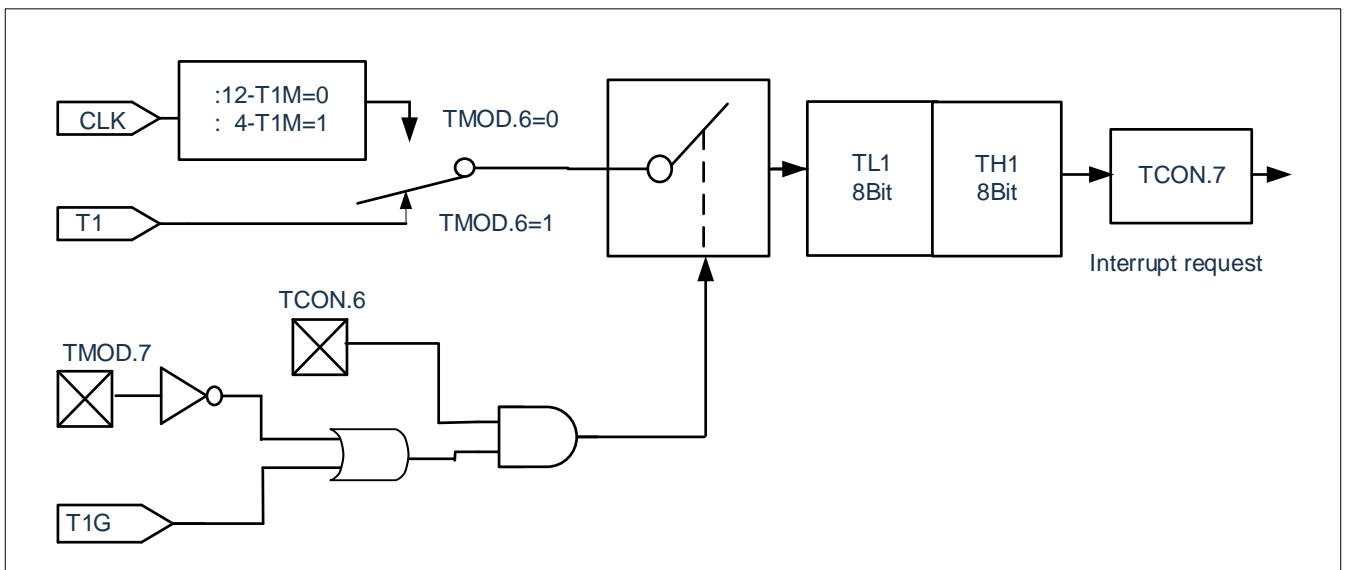 :12-T1M=0
: 4-T1M=1
CLK
TMOD.6=0
T1
TMOD.6=1
TL1
8Bit
TH1
8Bit
TCON.7
Interrupt request
TCON.6
TMOD.7
T1G